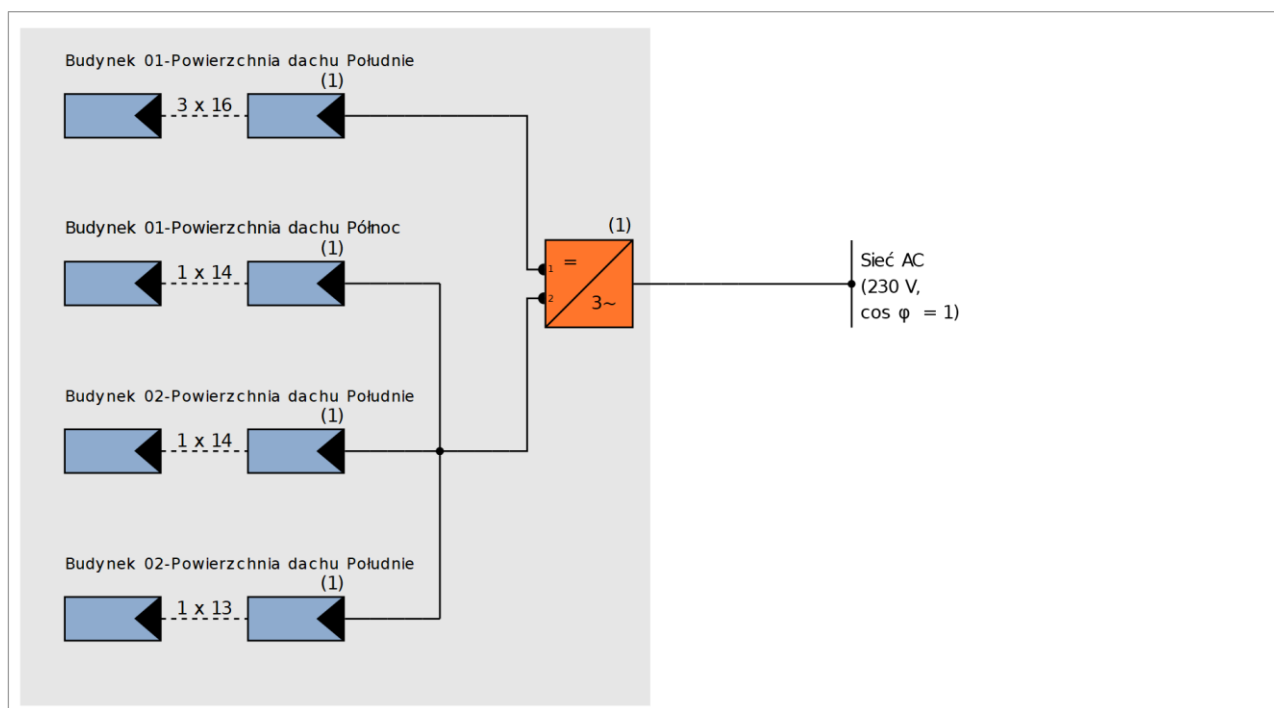 Budynek 01-Powierzchnia dachu Południe
(1)
3 x 16
Budynek 01-Powierzchnia dachu Północ
(1)
1 x 14
(1)
1 =
2 3~
Sieć AC
(230 V,
cos φ = 1)
Budynek 02-Powierzchnia dachu Południe
(1)
1 x 14
Budynek 02-Powierzchnia dachu Południe
(1)
1 x 13